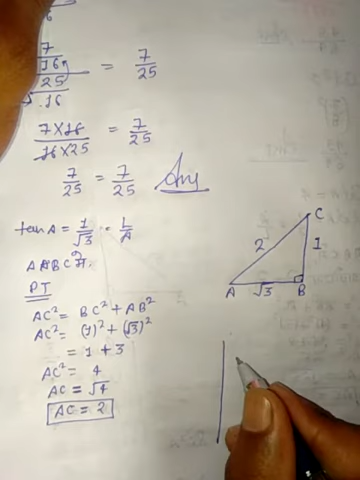 7/16 / 25/16 = 7/25
7×16 / 16×25 = 7/25
7/25 = 7/25 Ans
tan A = 1/√3 = L/A
PT
AC² = BC² + AB²
AC² = (1)² + (√3)²
= 1 + 3
AC² = 4
AC = √4
AC = 2
C
2 1
A √3 B